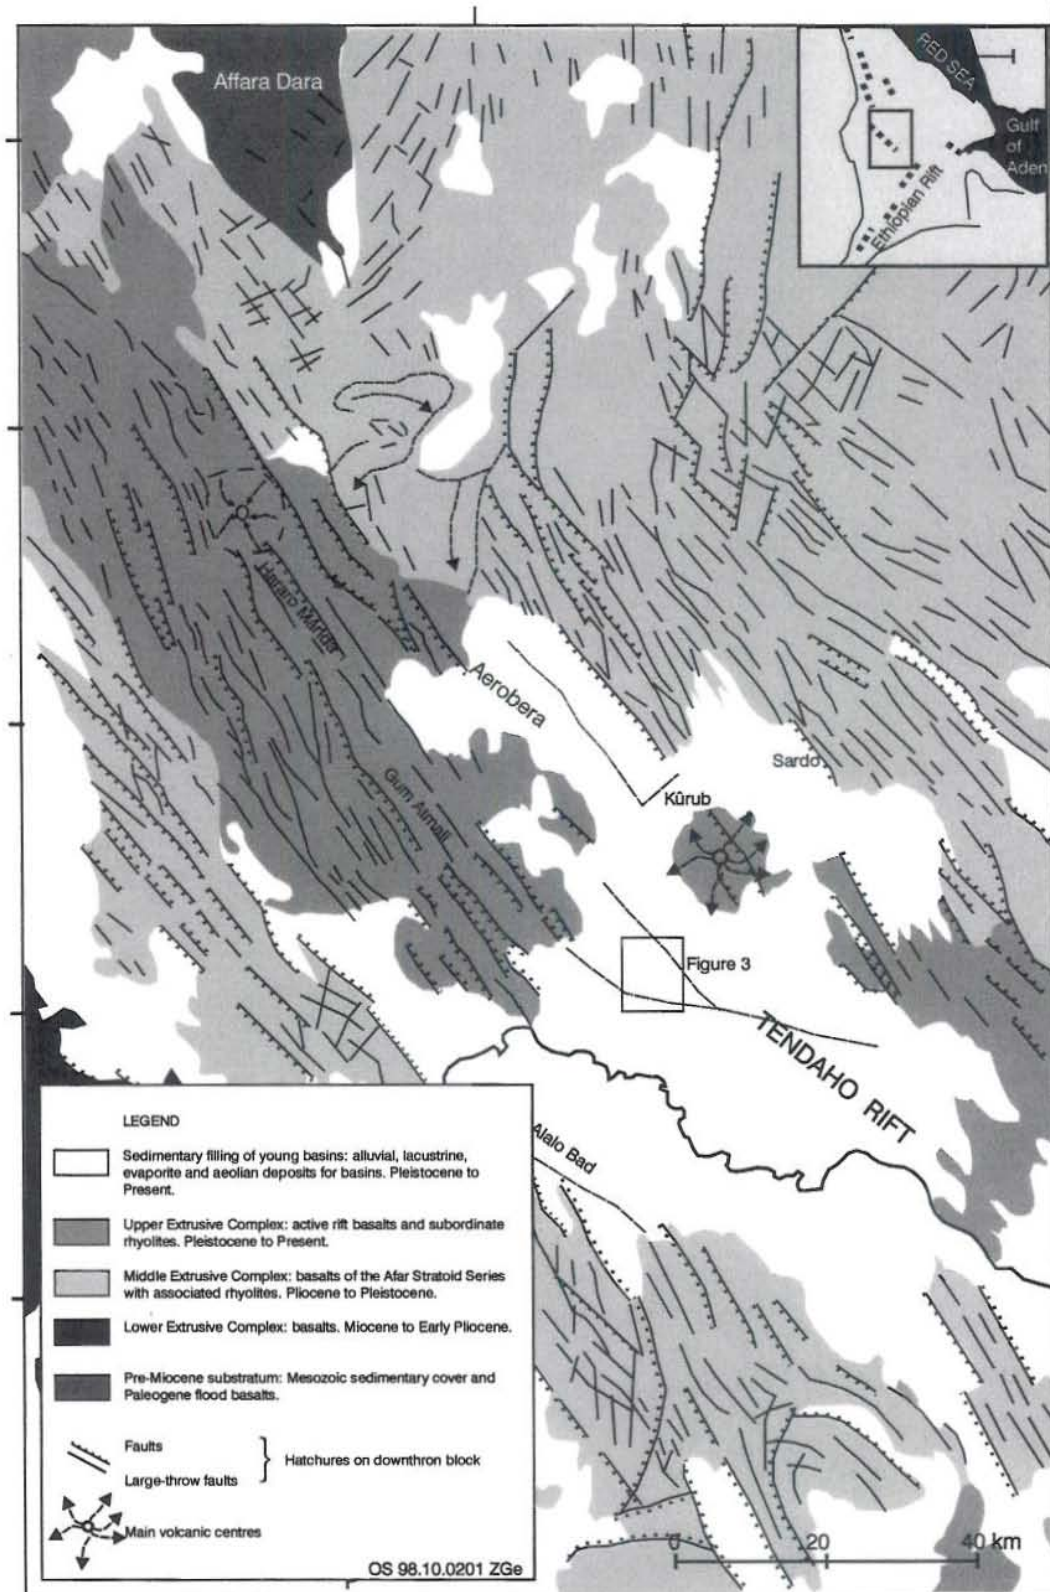 Affara Dara
RED SEA
Gulf
of
Aden
Ethiopian Rift
Hararo Manda
Aerobera
Gum Aimali
Sardo
Kûrub
Figure 3
TENDAHO RIFT
Alalo Bad
LEGEND
Sedimentary filling of young basins: alluvial, lacustrine,
evaporite and aeolian deposits for basins. Pleistocene to
Present.
Upper Extrusive Complex: active rift basalts and subordinate
rhyolites. Pleistocene to Present.
Middle Extrusive Complex: basalts of the Afar Stratoid Series
with associated rhyolites. Pliocene to Pleistocene.
Lower Extrusive Complex: basalts. Miocene to Early Pliocene.
Pre-Miocene substratum: Mesozoic sedimentary cover and
Paleogene flood basalts.
Faults
Large-throw faults
Hatchures on downthron block
Main volcanic centres
OS 98.10.0201 ZGe
0 20 40 km